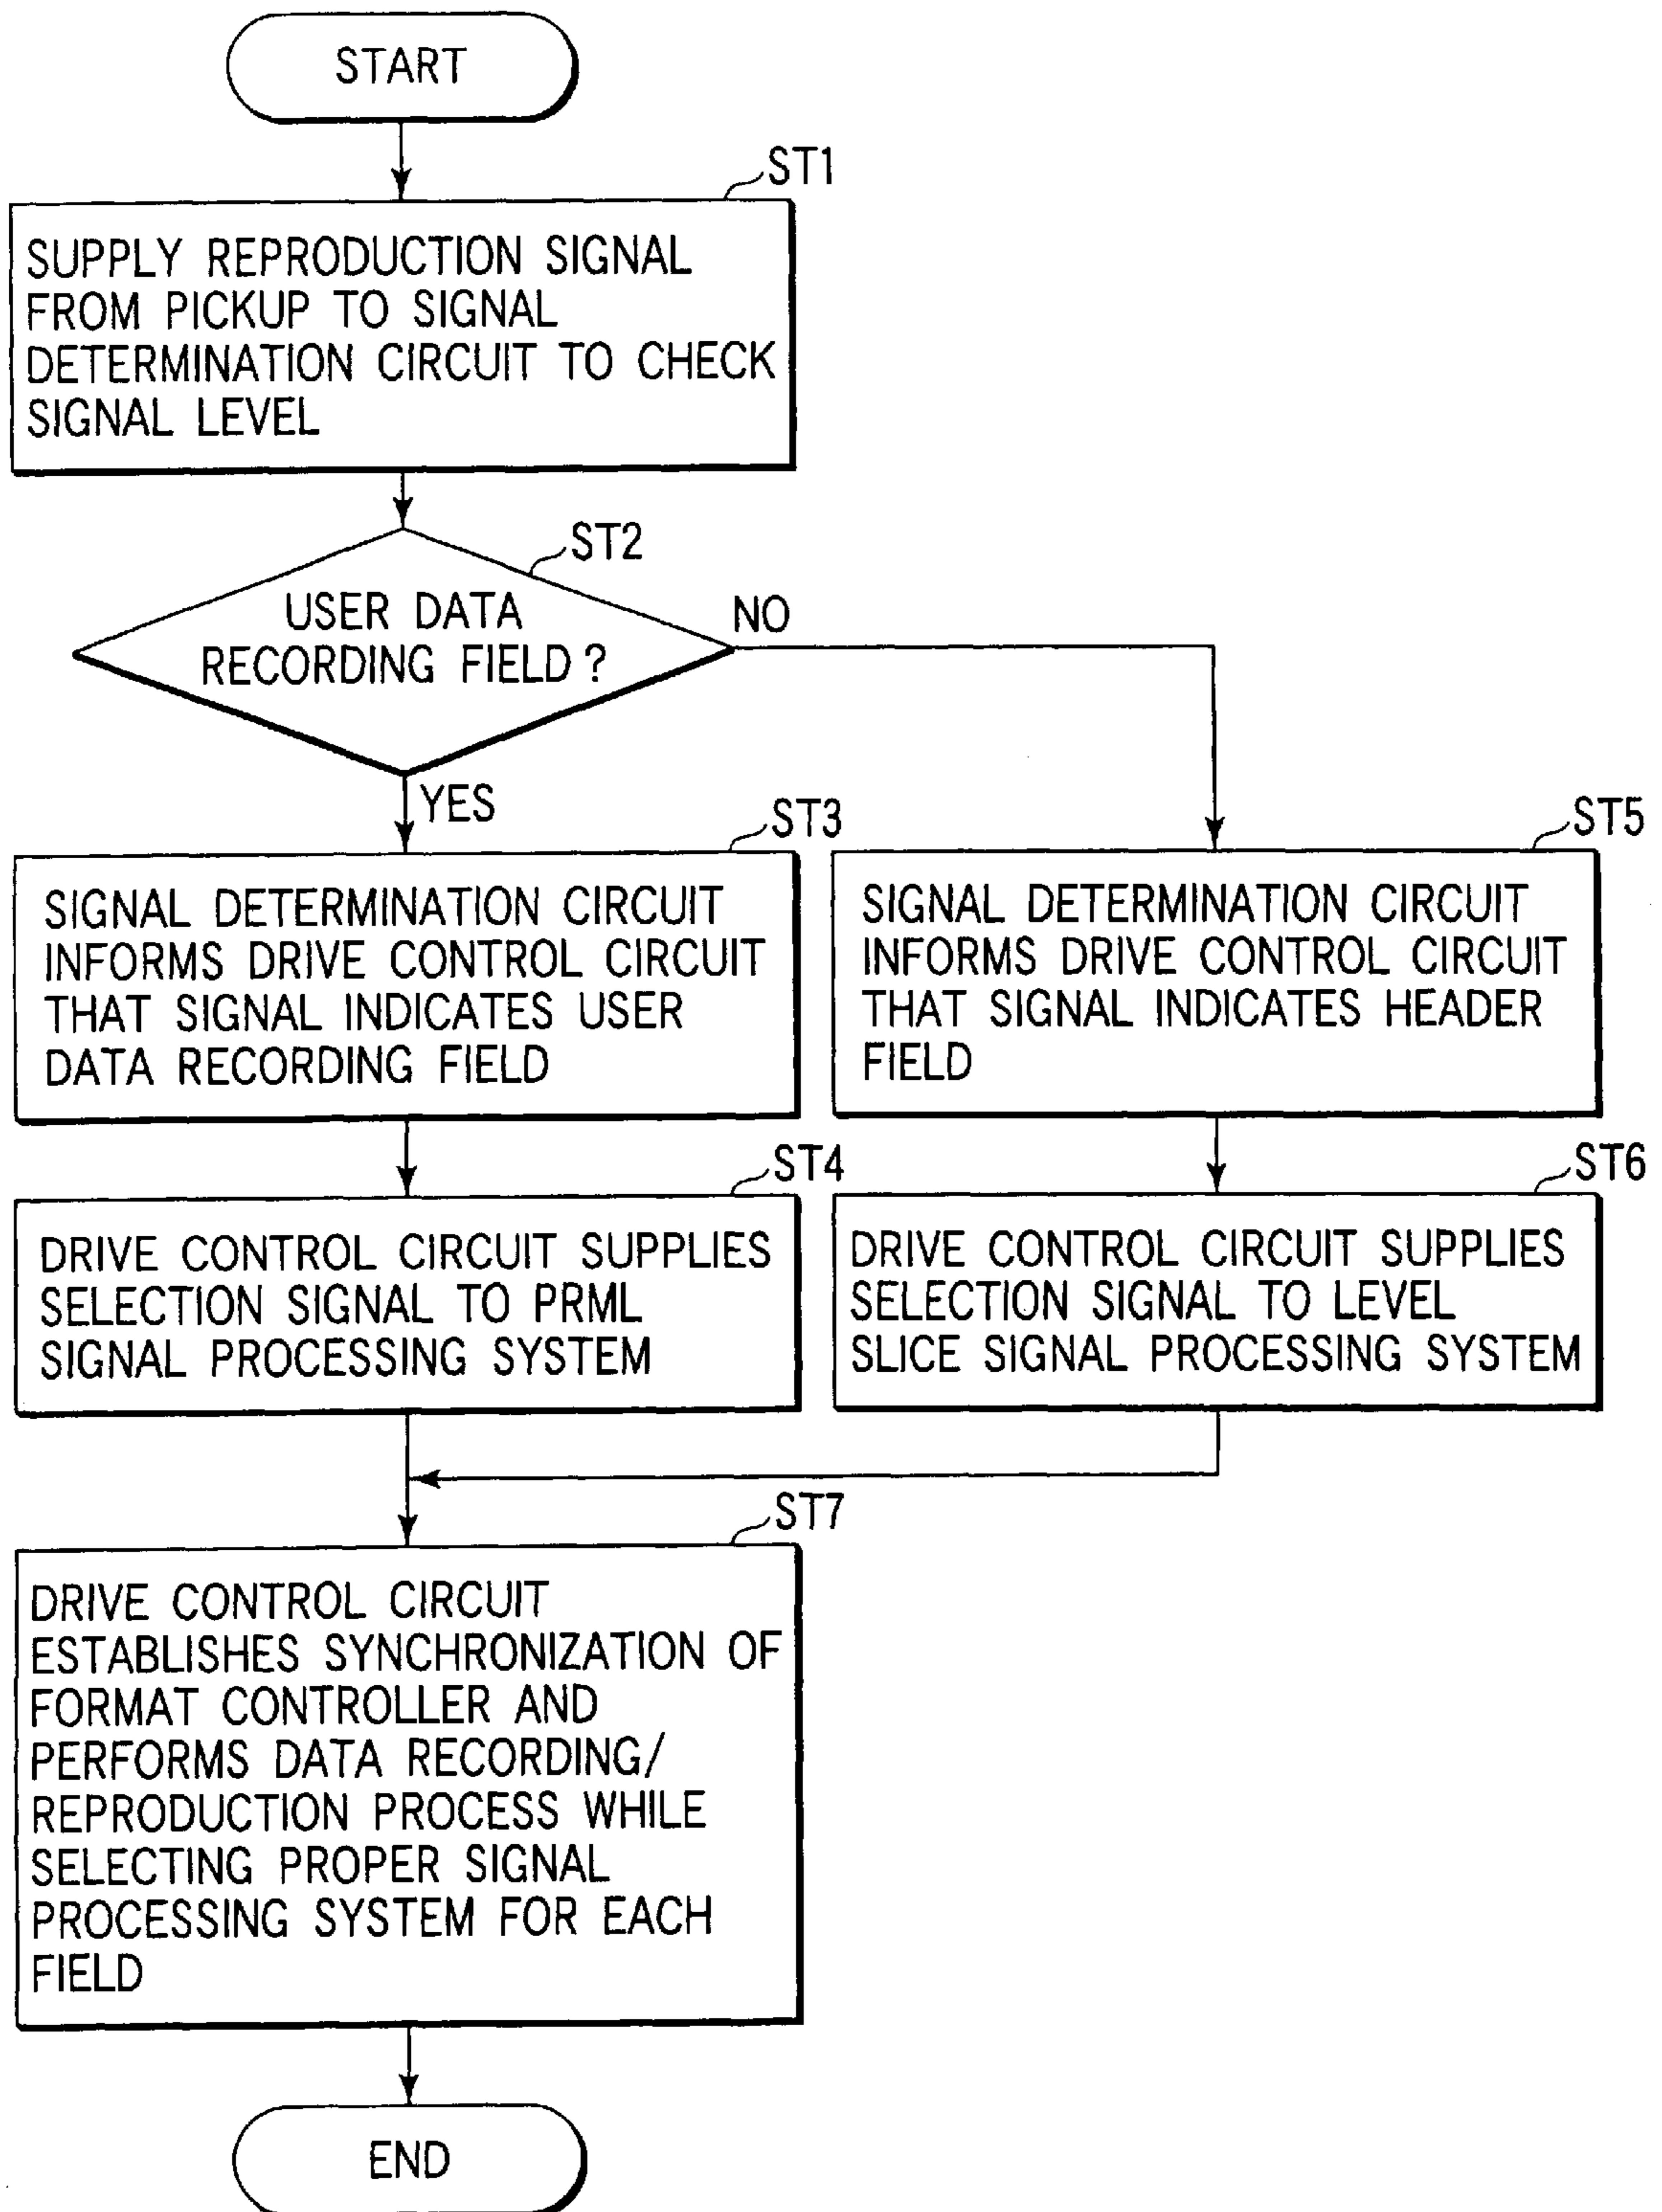 START
ST1
SUPPLY REPRODUCTION SIGNAL
FROM PICKUP TO SIGNAL
DETERMINATION CIRCUIT TO CHECK
SIGNAL LEVEL
ST2
USER DATA
RECORDING FIELD?
NO
YES
ST3
SIGNAL DETERMINATION CIRCUIT
INFORMS DRIVE CONTROL CIRCUIT
THAT SIGNAL INDICATES USER
DATA RECORDING FIELD
ST5
SIGNAL DETERMINATION CIRCUIT
INFORMS DRIVE CONTROL CIRCUIT
THAT SIGNAL INDICATES HEADER
FIELD
ST4
DRIVE CONTROL CIRCUIT SUPPLIES
SELECTION SIGNAL TO PRML
SIGNAL PROCESSING SYSTEM
ST6
DRIVE CONTROL CIRCUIT SUPPLIES
SELECTION SIGNAL TO LEVEL
SLICE SIGNAL PROCESSING SYSTEM
ST7
DRIVE CONTROL CIRCUIT
ESTABLISHES SYNCHRONIZATION OF
FORMAT CONTROLLER AND
PERFORMS DATA RECORDING/
REPRODUCTION PROCESS WHILE
SELECTING PROPER SIGNAL
PROCESSING SYSTEM FOR EACH
FIELD
END